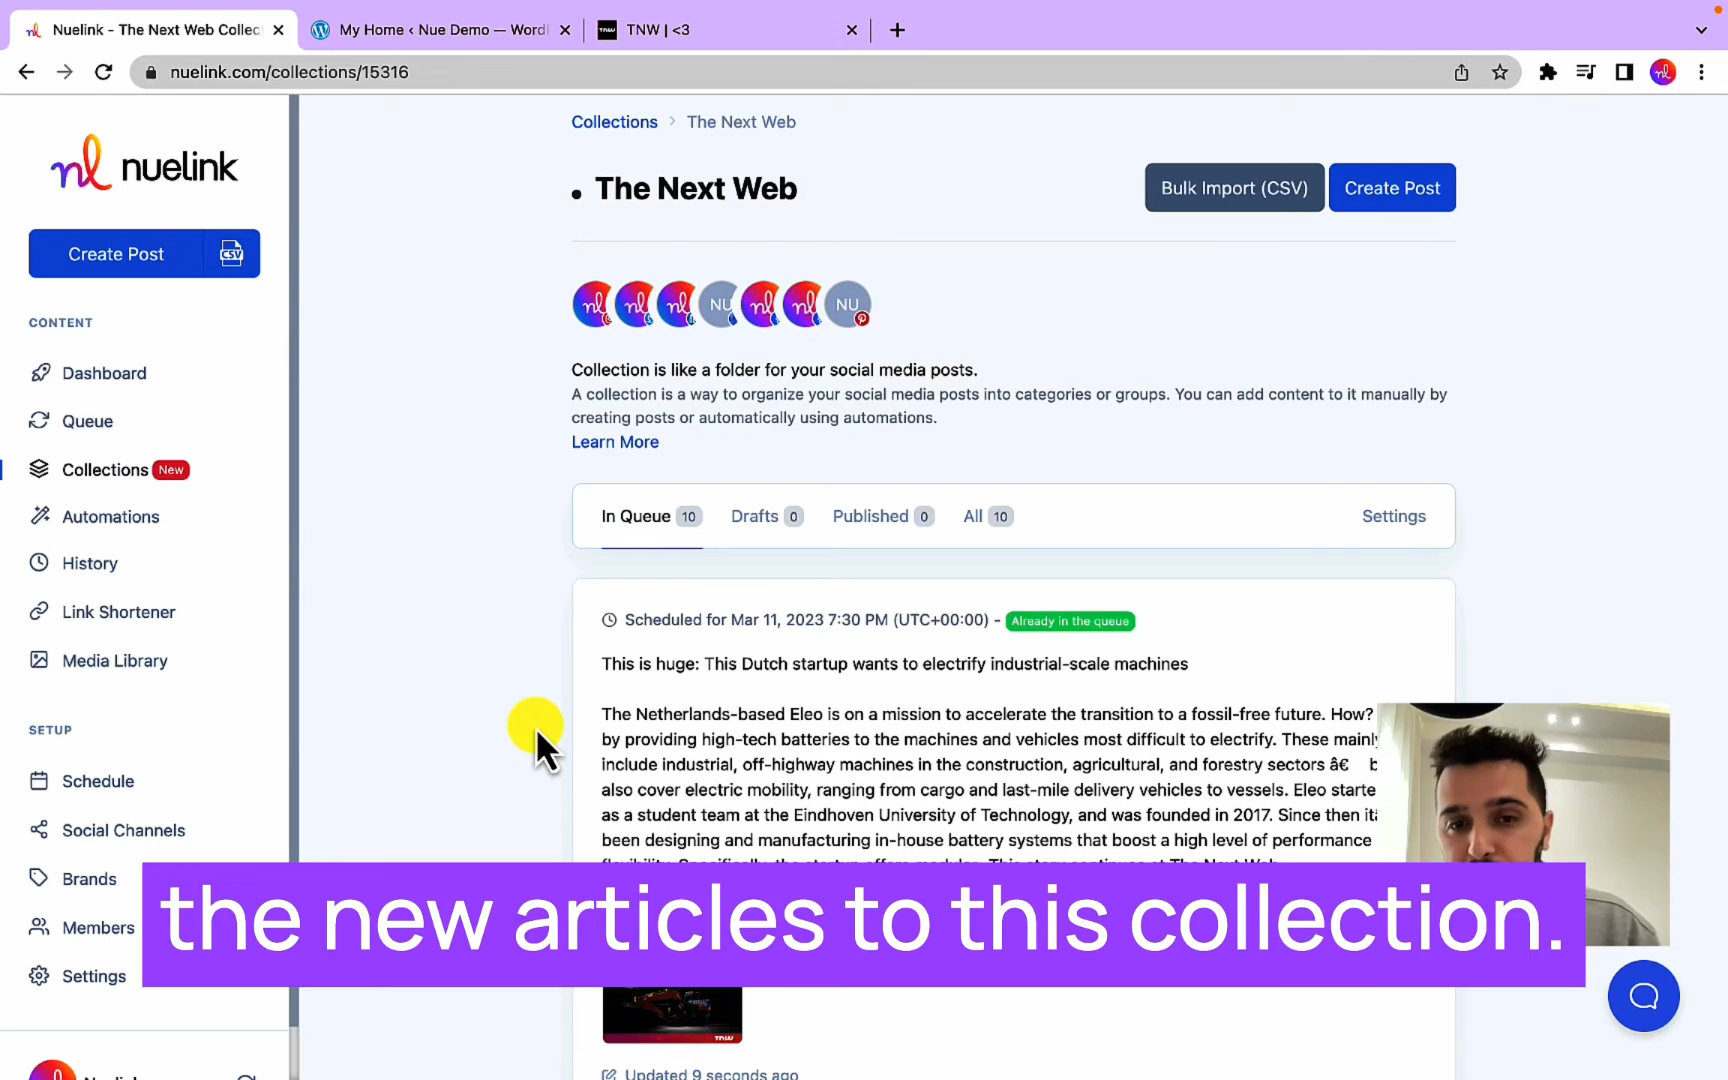 Nuelink - The Next Web Collect
My Home ‹ Nue Demo — Word
TNW | <3
nuelink.com/collections/15316
nl
nuelink
Create Post
CSV
CONTENT
Dashboard
Queue
Collections New
Automations
History
Link Shortener
Media Library
SETUP
Schedule
Social Channels
Brands
Members
Settings
Collections > The Next Web
• The Next Web
Bulk Import (CSV)
Create Post
nl nl nl NU nl nl NU
Collection is like a folder for your social media posts.
A collection is a way to organize your social media posts into categories or groups. You can add content to it manually by
creating posts or automatically using automations.
Learn More
In Queue 10 Drafts 0 Published 0 All 10 Settings
Scheduled for Mar 11, 2023 7:30 PM (UTC+00:00) - Already in the queue
This is huge: This Dutch startup wants to electrify industrial-scale machines
The Netherlands-based Eleo is on a mission to accelerate the transition to a fossil-free future. How?
by providing high-tech batteries to the machines and vehicles most difficult to electrify. These mainly
include industrial, off-highway machines in the construction, agricultural, and forestry sectors â€ b
also cover electric mobility, ranging from cargo and last-mile delivery vehicles to vessels. Eleo starte
as a student team at the Eindhoven University of Technology, and was founded in 2017. Since then itâ
been designing and manufacturing in-house battery systems that boost a high level of performance
the new articles to this collection.
TNW
Updated 9 seconds ago